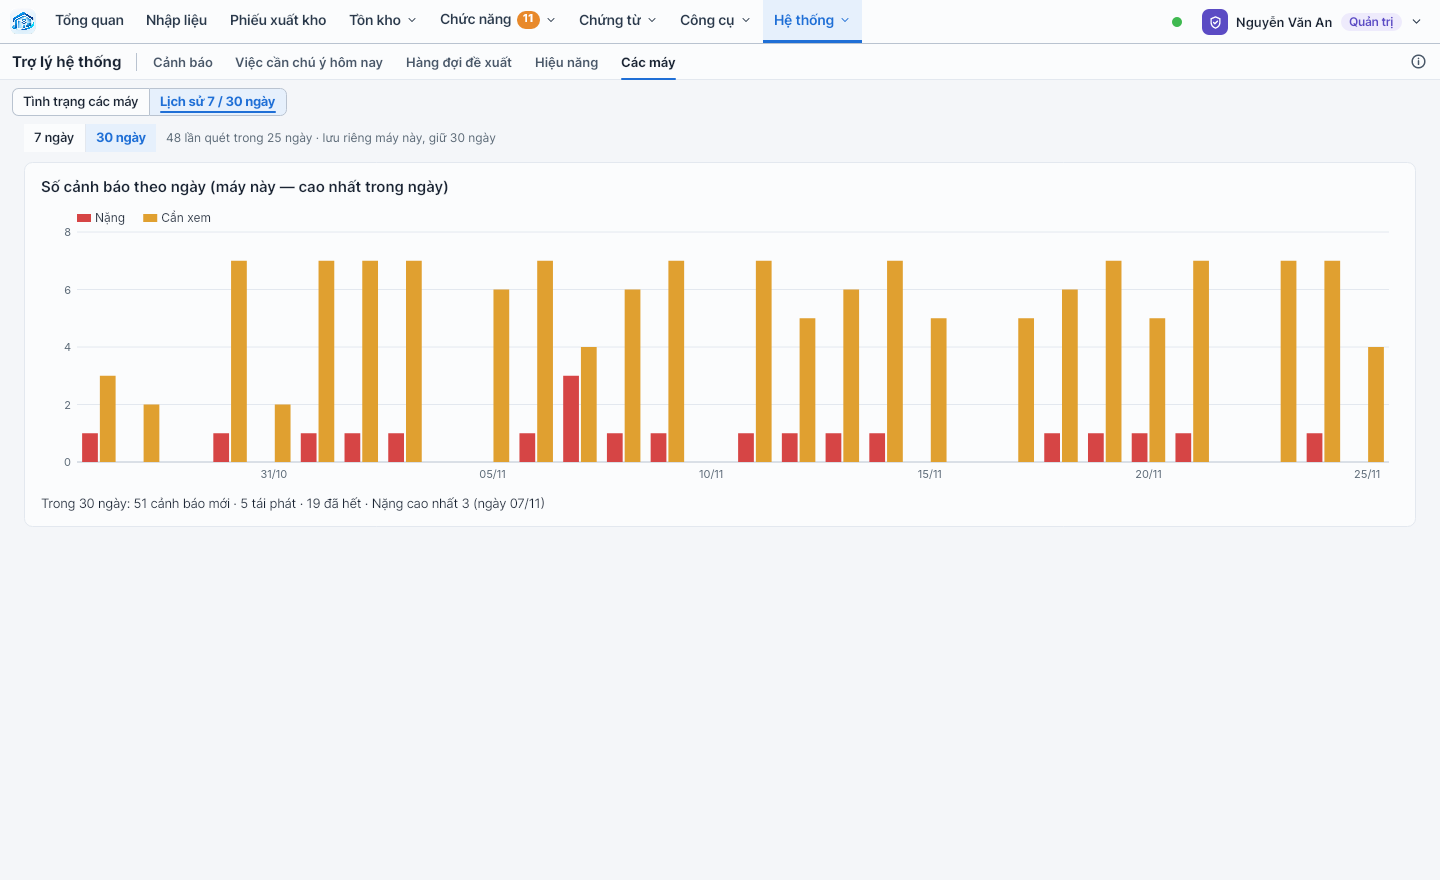 Tổng quan Nhập liệu Phiếu xuất kho Tồn kho Chức năng 11 Chứng từ Công cụ Hệ thống Nguyễn Văn An Quản trị
Trợ lý hệ thống Cảnh báo Việc cần chú ý hôm nay Hàng đợi đề xuất Hiệu năng Các máy
Tình trạng các máy Lịch sử 7 / 30 ngày
7 ngày 30 ngày 48 lần quét trong 25 ngày · lưu riêng máy này, giữ 30 ngày
Số cảnh báo theo ngày (máy này — cao nhất trong ngày)
Nặng Cần xem
8
6
4
2
0
31/10 05/11 10/11 15/11 20/11 25/11
Trong 30 ngày: 51 cảnh báo mới · 5 tái phát · 19 đã hết · Nặng cao nhất 3 (ngày 07/11)